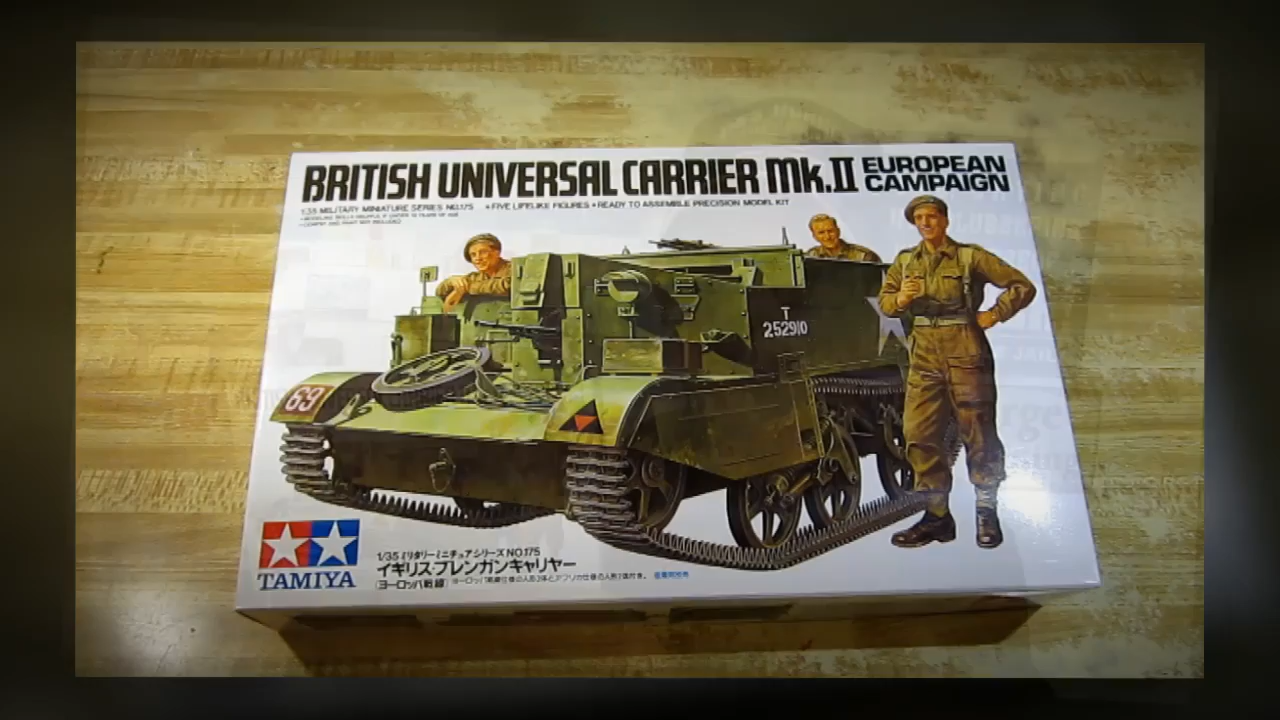 BRITISH UNIVERSAL CARRIER Mk.II EUROPEAN CAMPAIGN
1/35 MILITARY MINIATURE SERIES NO.175 • FIVE LIFELIKE FIGURES • READY TO ASSEMBLE PRECISION MODEL KIT
T
252910
69
TAMIYA
1/35 ミリタリーミニチュアシリーズ NO.175
イギリス・ブレンガンキャリヤー
(ヨーロッパ戦線)